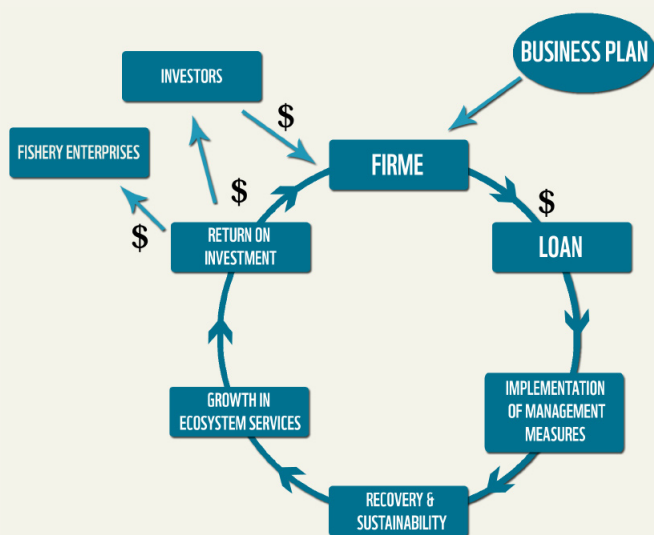 BUSINESS PLAN
INVESTORS
$
FISHERY ENTERPRISES
FIRME
$
$
$
RETURN ON
INVESTMENT
LOAN
GROWTH IN
ECOSYSTEM SERVICES
IMPLEMENTATION
OF MANAGEMENT
MEASURES
RECOVERY &
SUSTAINABILITY